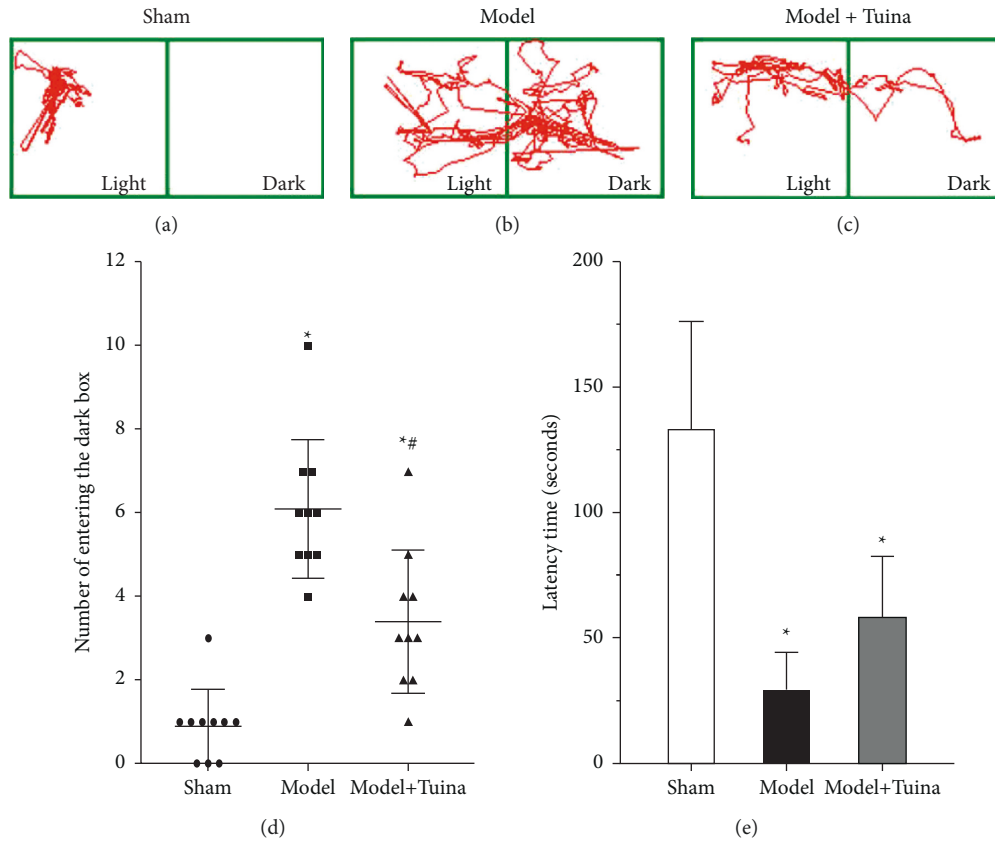 Sham
Model
Model + Tuina
Light
Dark
Light
Dark
Light
Dark
(a)
(b)
(c)
Number of entering the dark box
12
10
8
6
4
2
0
*
*#
Sham
Model
Model+Tuina
(d)
Latency time (seconds)
200
150
100
50
0
*
*
Sham
Model
Model+Tuina
(e)